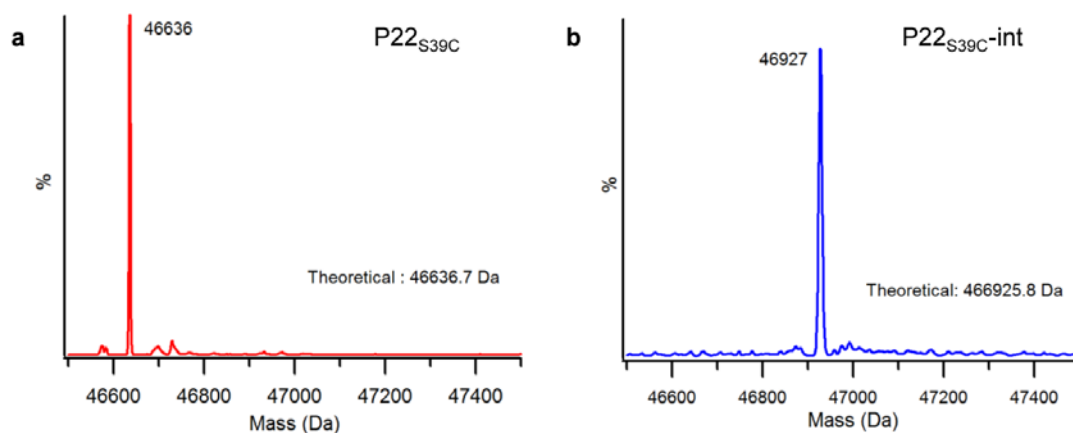 a
P22S39C
46636
%
Theoretical : 46636.7 Da
46600 46800 47000 47200 47400
Mass (Da)
b
P22S39C-int
46927
%
Theoretical: 466925.8 Da
46600 46800 47000 47200 47400
Mass (Da)